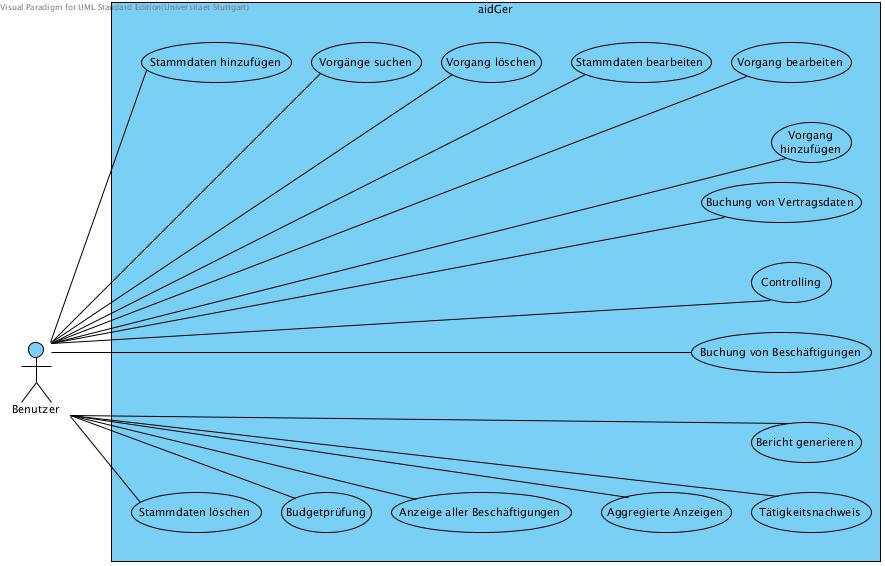 Visual Paradigm for UML Standard Edition(Universitaet Stuttgart)
aidGer
Stammdaten hinzufügen
Vorgänge suchen
Vorgang löschen
Stammdaten bearbeiten
Vorgang bearbeiten
Vorgang
hinzufügen
Buchung von Vertragsdaten
Controlling
Buchung von Beschäftigungen
Benutzer
Bericht generieren
Stammdaten löschen
Budgetprüfung
Anzeige aller Beschäftigungen
Aggregierte Anzeigen
Tätigkeitsnachweis